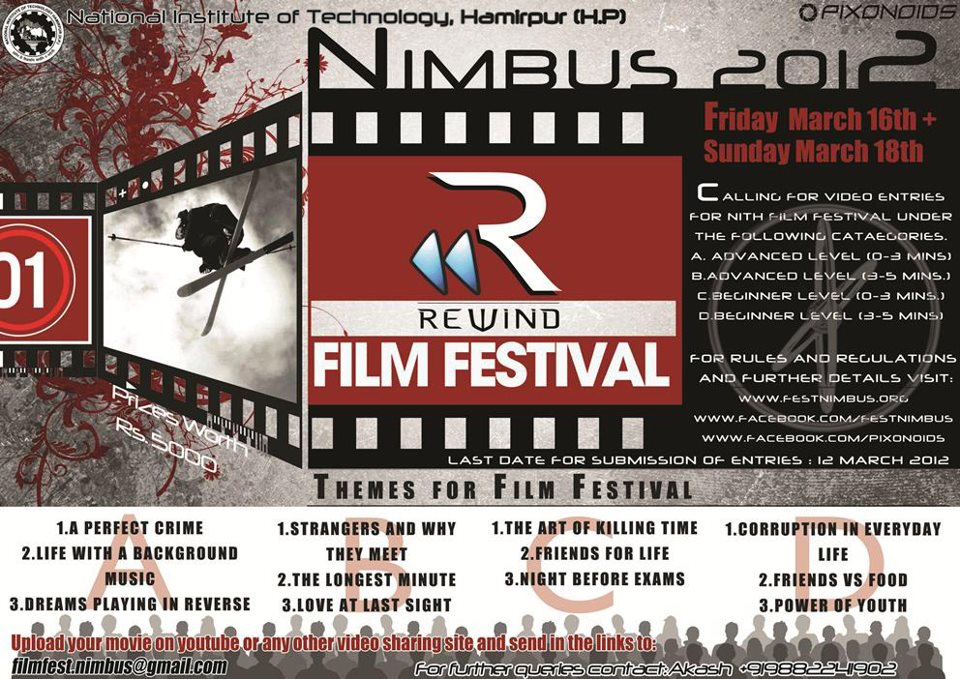 National Institute of Technology, Hamirpur (H.P)
PIXONOIDS
NIMBUS 2012
Friday March 16th +
Sunday March 18th
CALLING FOR VIDEO ENTRIES
FOR NITH FILM FESTIVAL UNDER
THE FOLLOWING CATAEGORIES.
A. ADVANCED LEVEL (0-3 MINS)
B.ADVANCED LEVEL (3-5 MINS.)
C.BEGINNER LEVEL (0-3 MINS.)
D.BEGINNER LEVEL (3-5 MINS)
FOR RULES AND REGULATIONS
AND FURTHER DETAILS VISIT:
WWW.FESTNIMBUS.ORG
WWW.FACEBOOK.COM/FESTNIMBUS
WWW.FACEBOOK.COM/PIXONOIDS
01
R
REWIND
FILM FESTIVAL
Prizes Worth
Rs.5000
LAST DATE FOR SUBMISSION OF ENTRIES : 12 MARCH 2012
THEMES FOR FILM FESTIVAL
A
1.A PERFECT CRIME
2.LIFE WITH A BACKGROUND
MUSIC
3.DREAMS PLAYING IN REVERSE
B
1.STRANGERS AND WHY
THEY MEET
2.THE LONGEST MINUTE
3.LOVE AT LAST SIGHT
C
1.THE ART OF KILLING TIME
2.FRIENDS FOR LIFE
3.NIGHT BEFORE EXAMS
D
1.CORRUPTION IN EVERYDAY
LIFE
2.FRIENDS VS FOOD
3.POWER OF YOUTH
Upload your movie on youtube or any other video sharing site and send in the links to:
filmfest.nimbus@gmail.com
For further queries contact:Akash +919882241902